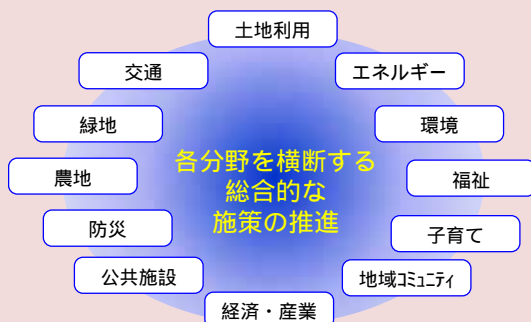 土地利用
交通
エネルギー
緑地
環境
各分野を横断する
総合的な
施策の推進
農地
福祉
防災
子育て
公共施設
地域ｺﾐｭﾆﾃｨ
経済・産業